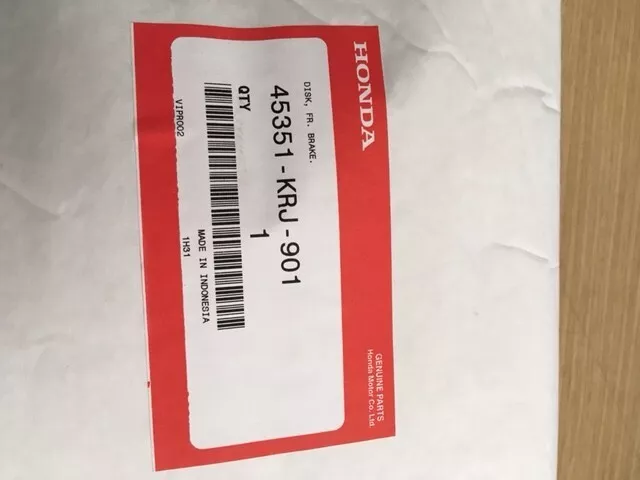 HONDA
DISK, FR. BRAKE.
45351-KRJ-901
QTY 1
MADE IN INDONESIA
VIPR002 1H31
GENUINE PARTS
Honda Motor Co. Ltd.